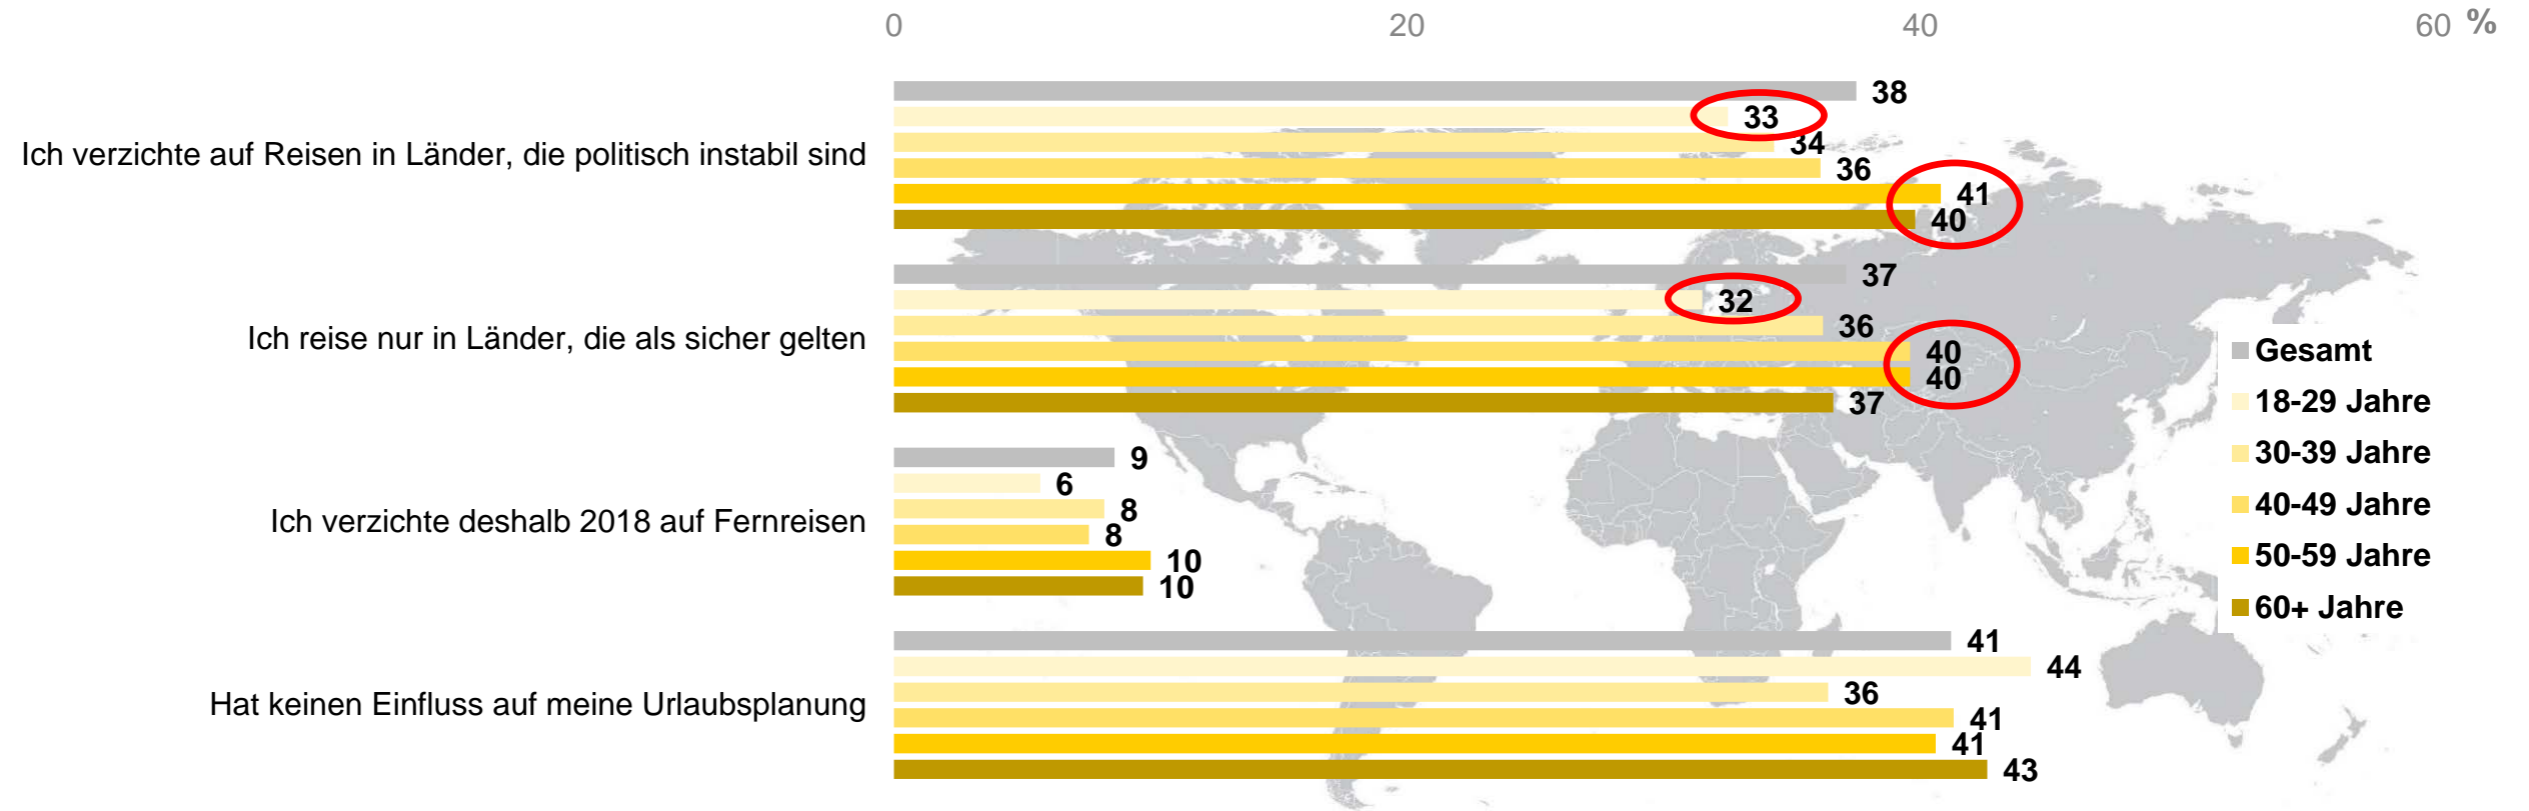 0 20 40 60 %
38
33
34
Ich verzichte auf Reisen in Länder, die politisch instabil sind
36
41
40
37
32
36
Ich reise nur in Länder, die als sicher gelten
40
40
37
9
6
8
Ich verzichte deshalb 2018 auf Fernreisen
8
10
10
41
44
36
Hat keinen Einfluss auf meine Urlaubsplanung
41
41
43
Gesamt
18-29 Jahre
30-39 Jahre
40-49 Jahre
50-59 Jahre
60+ Jahre